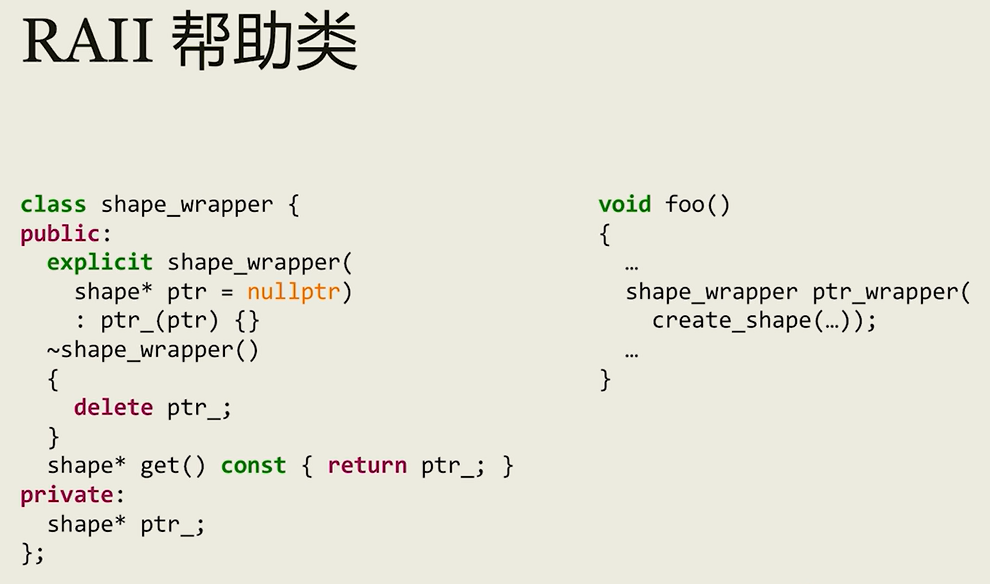 RAII 帮助类
class shape_wrapper {
public:
  explicit shape_wrapper(
    shape* ptr = nullptr)
    : ptr_(ptr) {}
  ~shape_wrapper()
  {
    delete ptr_;
  }
  shape* get() const { return ptr_; }
private:
  shape* ptr_;
};
void foo()
{
  …
  shape_wrapper ptr_wrapper(
    create_shape(…));
  …
}